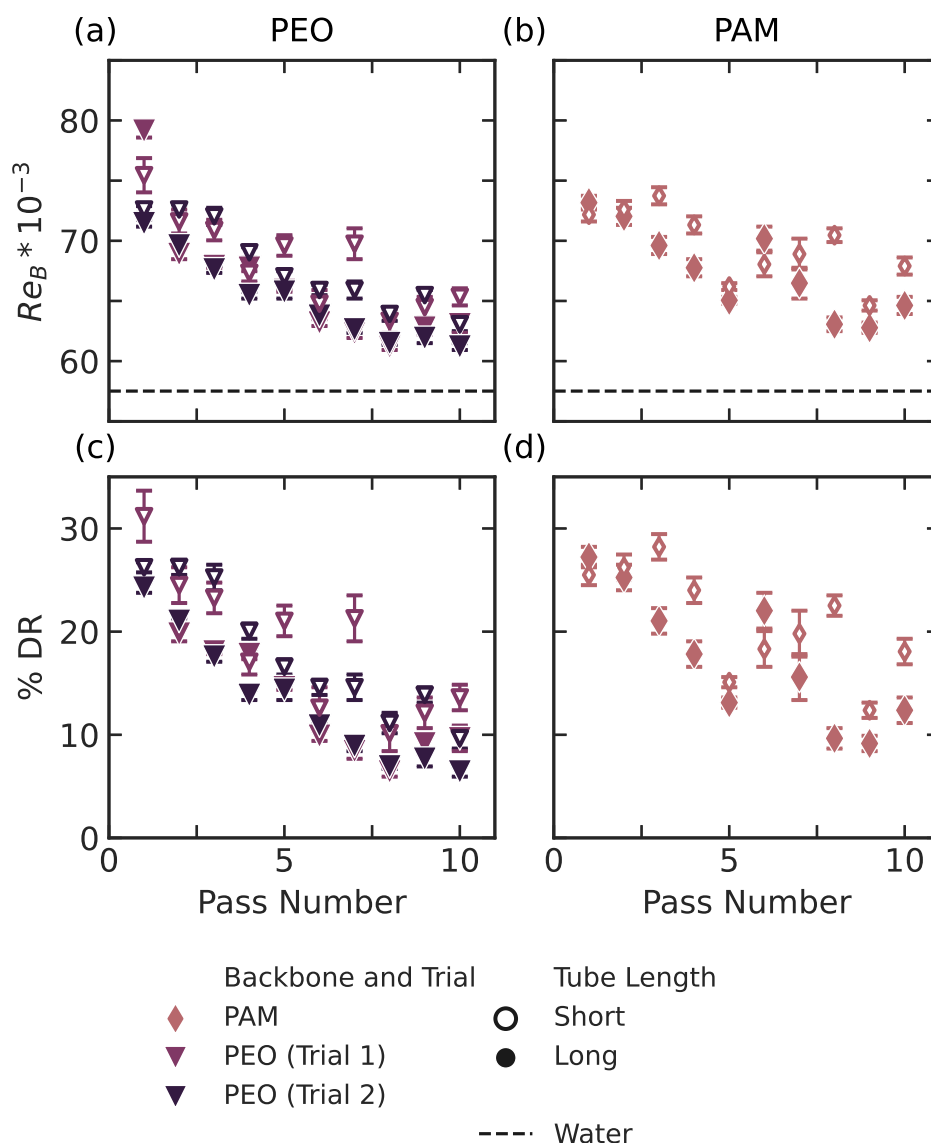 (a) PEO (b) PAM
80
70
60
Re_B * 10^{-3}
(c) (d)
30
20
10
0
% DR
0 5 10 0 5 10
Pass Number Pass Number
Backbone and Trial Tube Length
PAM Short
PEO (Trial 1) Long
PEO (Trial 2)
Water